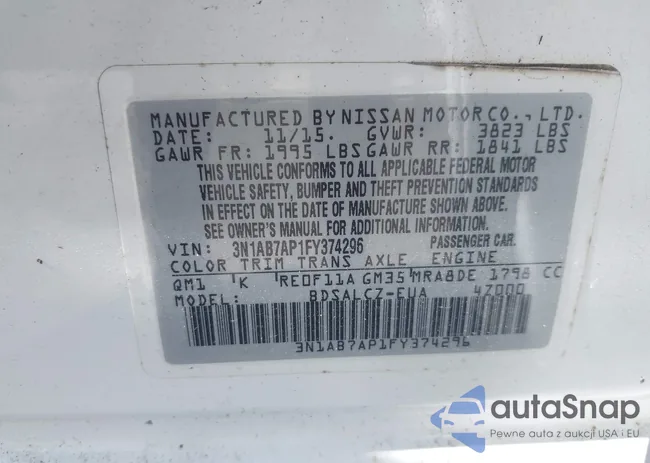 MANUFACTURED BY NISSAN MOTOR CO., LTD.
DATE: 11/15. GVWR: 3823 LBS
GAWR FR: 1995 LBS GAWR RR: 1841 LBS
THIS VEHICLE CONFORMS TO ALL APPLICABLE FEDERAL MOTOR
VEHICLE SAFETY, BUMPER AND THEFT PREVENTION STANDARDS
IN EFFECT ON THE DATE OF MANUFACTURE SHOWN ABOVE.
SEE OWNER'S MANUAL FOR ADDITIONAL INFORMATION.
VIN: 3N1AB7AP1FY374296 PASSENGER CAR.
COLOR TRIM TRANS AXLE ENGINE
QM1 K RE0F11A GM35 MRA8DE 1798 CC
MODEL: BDSALCZ-EUA 4Z000
3N1AB7AP1FY374296
autaSnap
Pewne auta z aukcji USA i EU